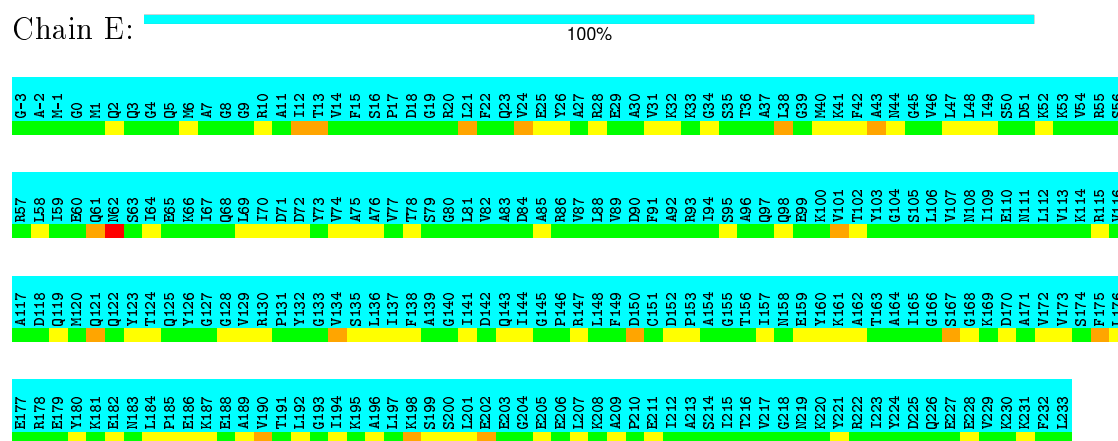 Chain E:
100%
G-3 A-2 M-1 G0 M1 Q2 Q3 G4 Q5 M6 A7 G8 G9 R10 A11 I12 T13 V14 F15 S16 P17 D18 G19 R20 L21 F22 Q23 V24 E25 Y26 A27 R28 E29 A30 V31 K32 K33 G34 S35 T36 A37 L38 G39 M40 K41 F42 A43 N44 G45 V46 L47 L48 I49 S50 D51 K52 K53 V54 R55 S56
R57 L58 I59 E60 Q61 N62 S63 I64 E65 K66 I67 Q68 L69 I70 D71 D72 Y73 V74 A75 A76 V77 T78 S79 G80 L81 V82 A83 D84 A85 R86 V87 L88 V89 D90 F91 A92 R93 I94 S95 A96 Q97 Q98 E99 K100 V101 T102 Y103 G104 S105 L106 V107 N108 I109 E110 N111 L112 V113 K114 R115 V116
A117 D118 Q119 M120 Q121 Q122 Y123 T124 Q125 Y126 G127 G128 V129 R130 P131 Y132 G133 V134 S135 L136 I137 F138 A139 G140 I141 D142 Q143 I144 G145 P146 R147 L148 F149 D150 C151 D152 P153 A154 G155 T156 I157 N158 E159 Y160 K161 A162 T163 A164 I165 G166 S167 G168 K169 D170 A171 V172 V173 S174 F175 L176
E177 R178 E179 Y180 K181 E182 N183 L184 P185 E186 K187 E188 A189 V190 T191 L192 G193 I194 K195 A196 L197 K198 S199 S200 L201 E202 E203 G204 E205 E206 L207 K208 A209 P210 E211 I212 A213 S214 I215 T216 V217 G218 N219 K220 Y221 R222 I223 Y224 D225 Q226 E227 E228 V229 K230 K231 F232 L233